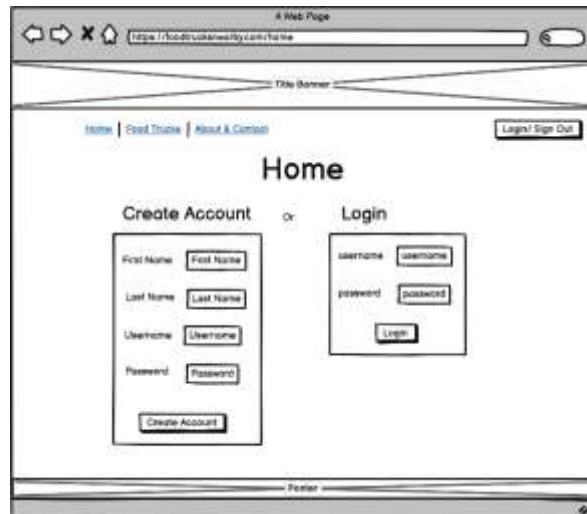 A Web Page
Title Banner
Home | Food Trucks | About & Contact
Login/ Sign Out
Home
Create Account
Or
Login
First Name First Name
Last Name Last Name
Username Username
Password Password
Create Account
username username
password password
Login
Footer